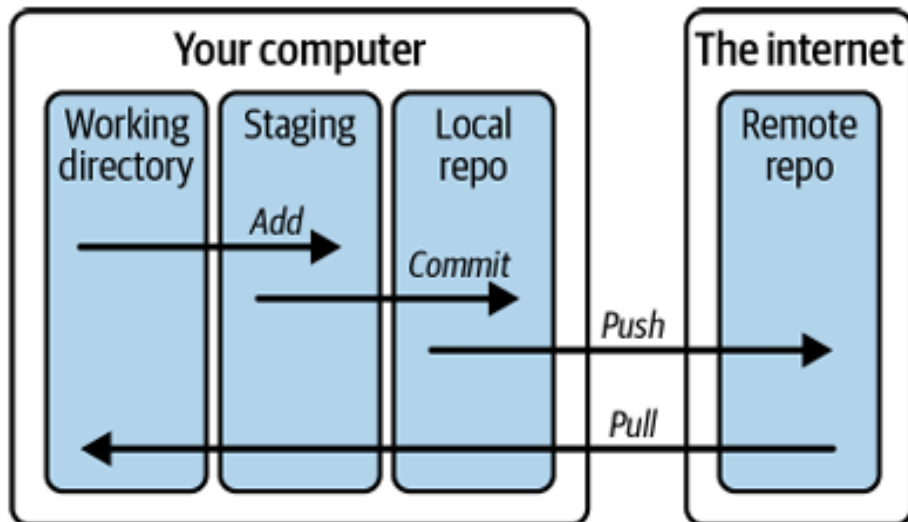 Your computer
The internet
Working
directory
Staging
Local
repo
Remote
repo
Add
Commit
Push
Pull